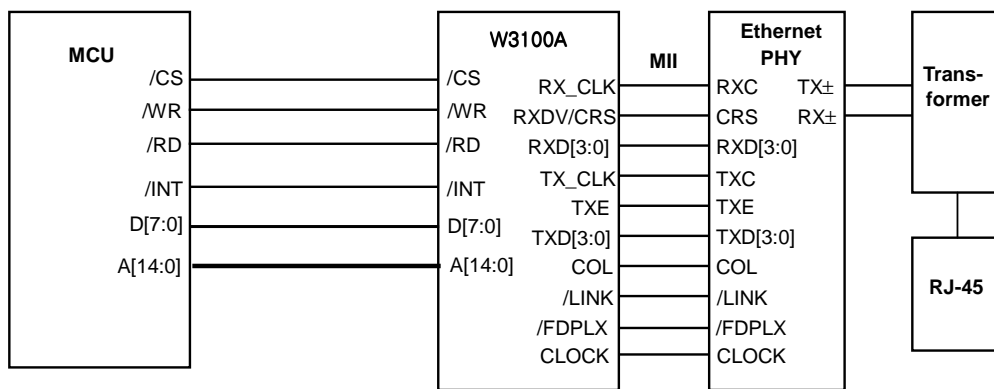 MCU
/CS
/WR
/RD
/INT
D[7:0]
A[14:0]
W3100A
/CS
/WR
/RD
/INT
D[7:0]
A[14:0]
RX_CLK
RXDV/CRS
RXD[3:0]
TX_CLK
TXE
TXD[3:0]
COL
/LINK
/FDPLX
CLOCK
MII
Ethernet
PHY
RXC
CRS
RXD[3:0]
TXC
TXE
TXD[3:0]
COL
/LINK
/FDPLX
CLOCK
TX±
RX±
Trans-
former
RJ-45